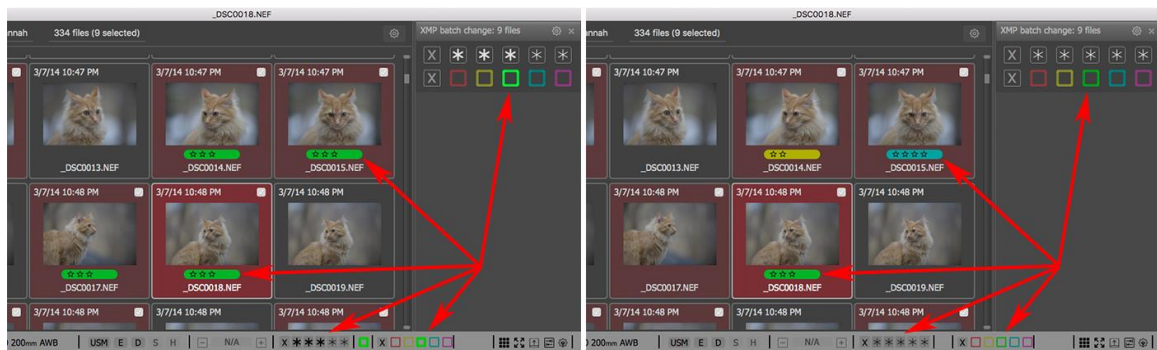 _DSC0018.NEF
nnah 334 files (9 selected)
XMP batch change: 9 files ×
X * * * * *
X
3/7/14 10:47 PM 3/7/14 10:47 PM 3/7/14 10:47 PM
_DSC0013.NEF _DSC0014.NEF _DSC0015.NEF
3/7/14 10:48 PM 3/7/14 10:48 PM 3/7/14 10:48 PM
_DSC0017.NEF _DSC0018.NEF _DSC0019.NEF
3/7/14 10:48 PM 3/7/14 10:48 PM 3/7/14 10:48 PM
200mm AWB USM E D S H − N/A + X * * * * * X
_DSC0018.NEF
nnah 334 files (9 selected)
XMP batch change: 9 files ×
X * * * * *
X
3/7/14 10:47 PM 3/7/14 10:47 PM 3/7/14 10:47 PM
_DSC0013.NEF _DSC0014.NEF _DSC0015.NEF
3/7/14 10:48 PM 3/7/14 10:48 PM 3/7/14 10:48 PM
_DSC0017.NEF _DSC0018.NEF _DSC0019.NEF
3/7/14 10:48 PM 3/7/14 10:48 PM 3/7/14 10:48 PM
200mm AWB USM E D S H − N/A + X * * * * * X